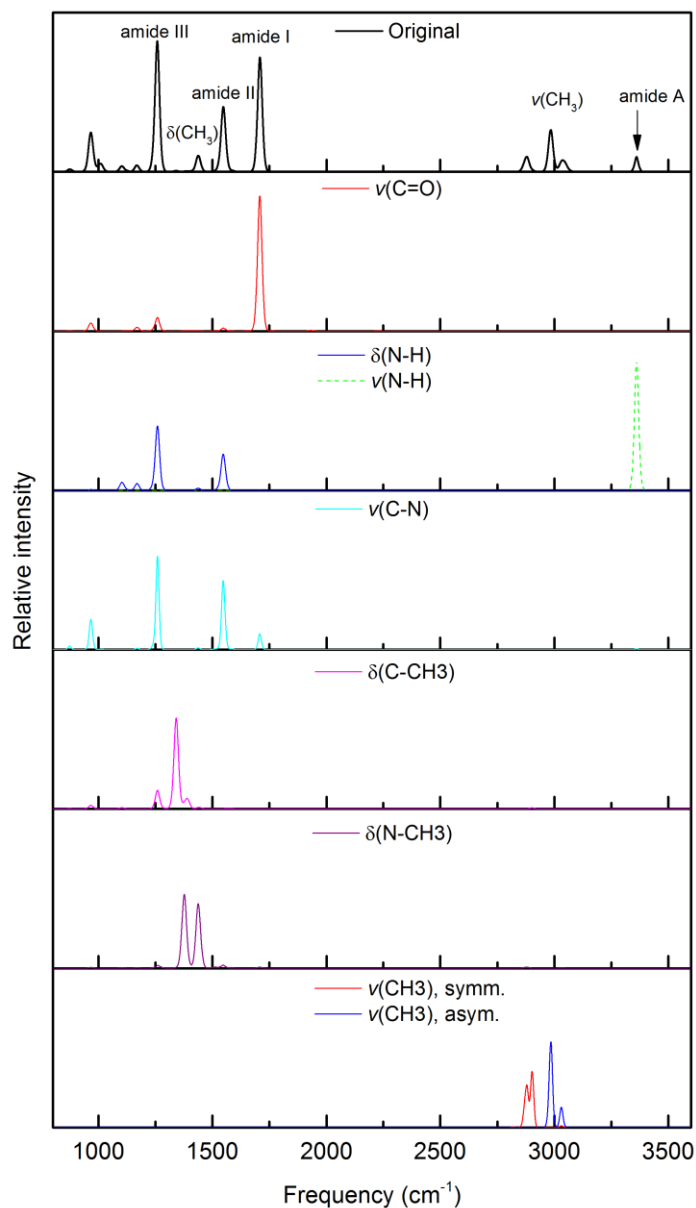 Original
amide III
amide I
amide II
δ(CH₃)
ν(CH₃)
amide A
ν(C=O)
δ(N-H)
ν(N-H)
ν(C-N)
δ(C-CH3)
δ(N-CH3)
ν(CH3), symm.
ν(CH3), asym.
Relative intensity
1000 1500 2000 2500 3000 3500
Frequency (cm⁻¹)